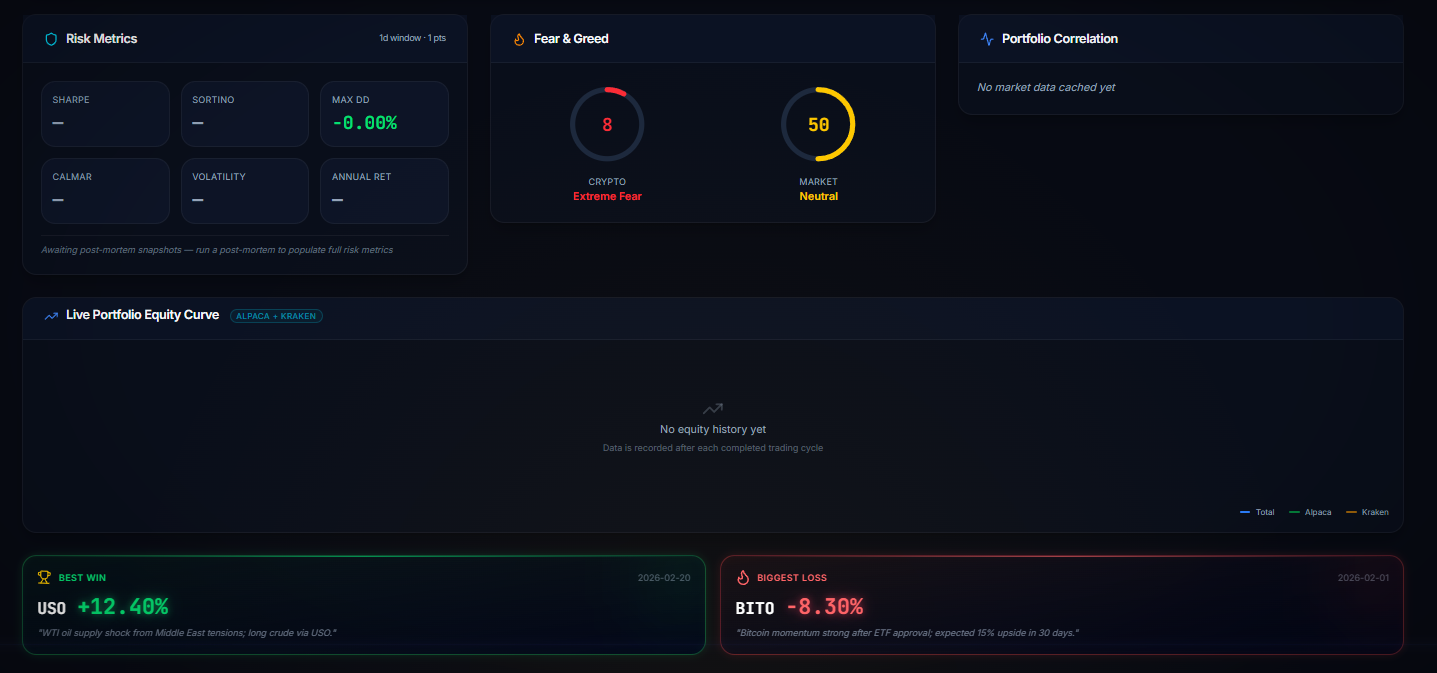 Risk Metrics
1d window · 1 pts
SHARPE
—
SORTINO
—
MAX DD
-0.00%
CALMAR
—
VOLATILITY
—
ANNUAL RET
—
Awaiting post-mortem snapshots — run a post-mortem to populate full risk metrics
Fear & Greed
8
CRYPTO
Extreme Fear
50
MARKET
Neutral
Portfolio Correlation
No market data cached yet
Live Portfolio Equity Curve
ALPACA + KRAKEN
No equity history yet
Data is recorded after each completed trading cycle
Total
Alpaca
Kraken
BEST WIN
2026-02-20
USO +12.40%
"WTI oil supply shock from Middle East tensions; long crude via USO."
BIGGEST LOSS
2026-02-01
BITO -8.30%
"Bitcoin momentum strong after ETF approval; expected 15% upside in 30 days."